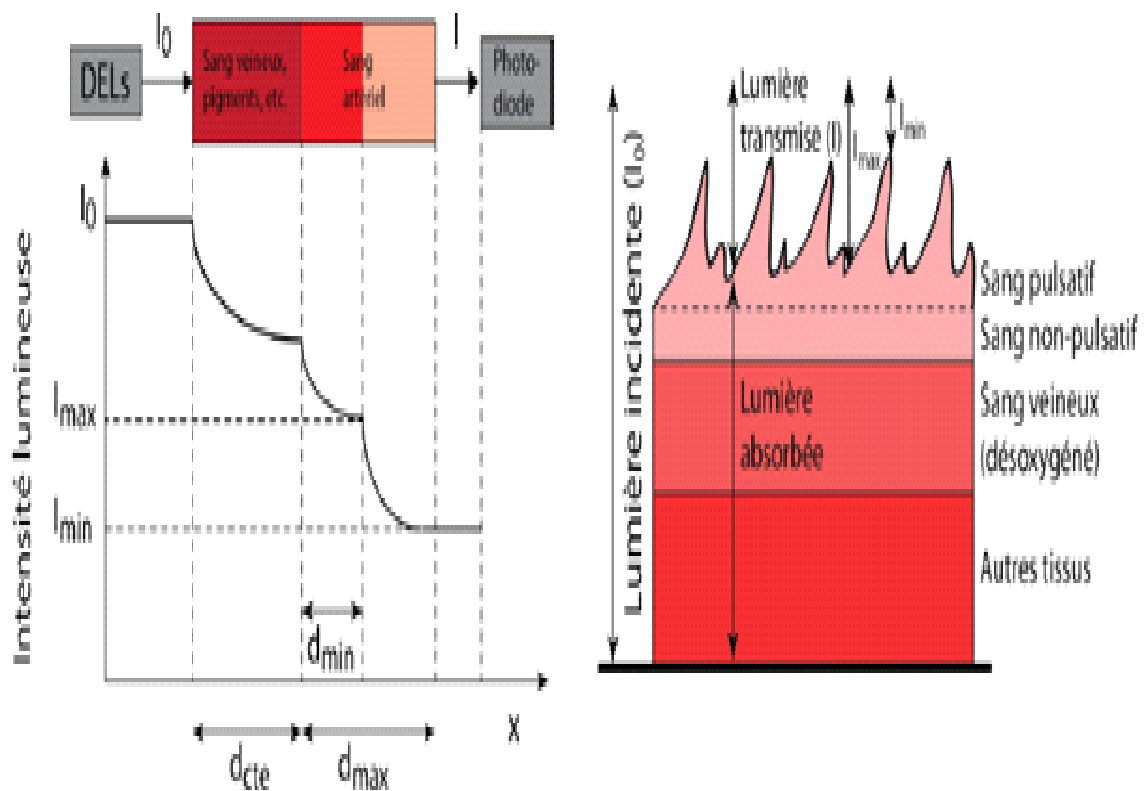 I0
I
DELs
Sang veineux,
pigments, etc.
Sang
artériel
Photo-
diode
Intensité lumineuse
I0
Imax
Imin
dmin
x
dcte
dmax
Lumière incidente (Io)
Lumière
transmise (I)
Imax
Imin
Lumière
absorbée
Sang pulsatif
Sang non-pulsatif
Sang veineux
(désoxygéné)
Autres tissus